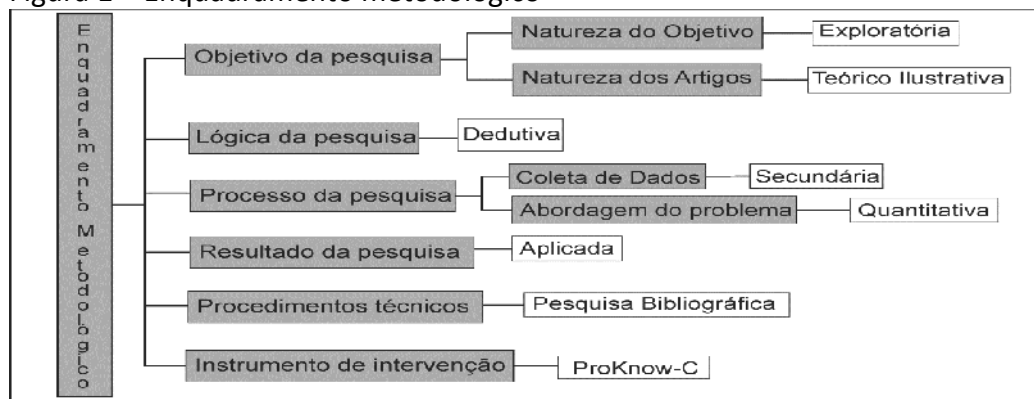 Figura – Enquadramento metodológico
Enquadramento Metodológico
Objetivo da pesquisa
Natureza do Objetivo
Exploratória
Natureza dos Artigos
Teórico Ilustrativa
Lógica da pesquisa
Dedutiva
Processo da pesquisa
Coleta de Dados
Secundária
Abordagem do problema
Quantitativa
Resultado da pesquisa
Aplicada
Procedimentos técnicos
Pesquisa Bibliográfica
Instrumento de intervenção
ProKnow-C